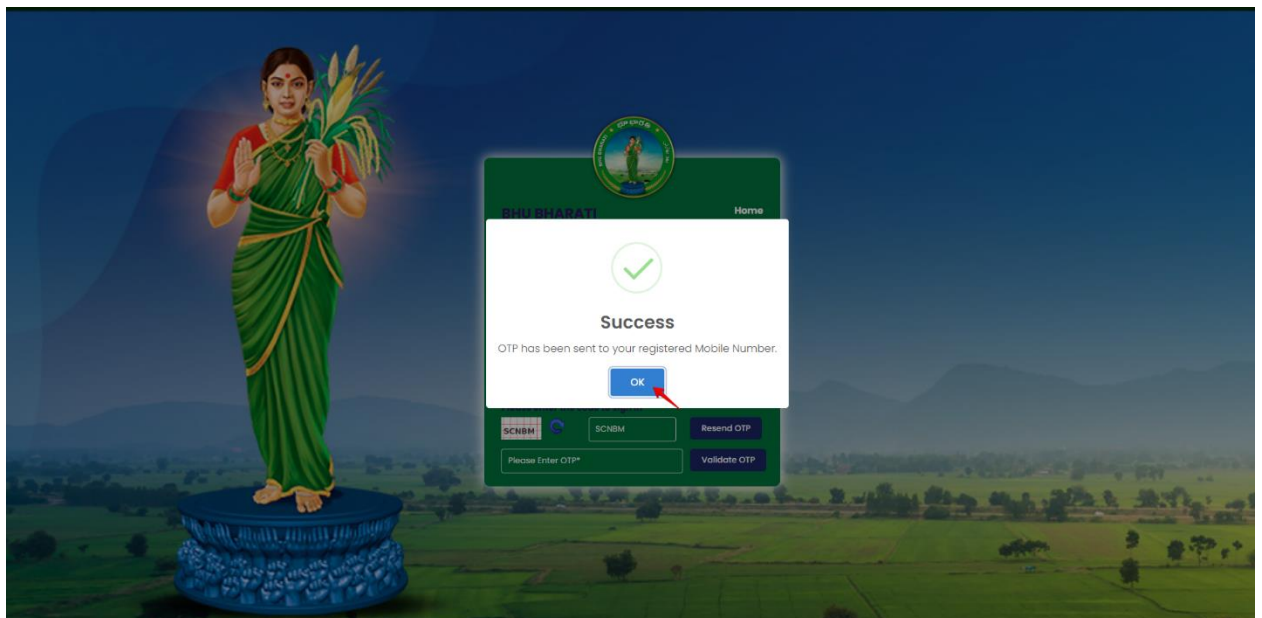 BHU BHARATI
Home
Success
OTP has been sent to your registered Mobile Number.
OK
SCNBM
SCNBM
Resend OTP
Please Enter OTP*
Validate OTP